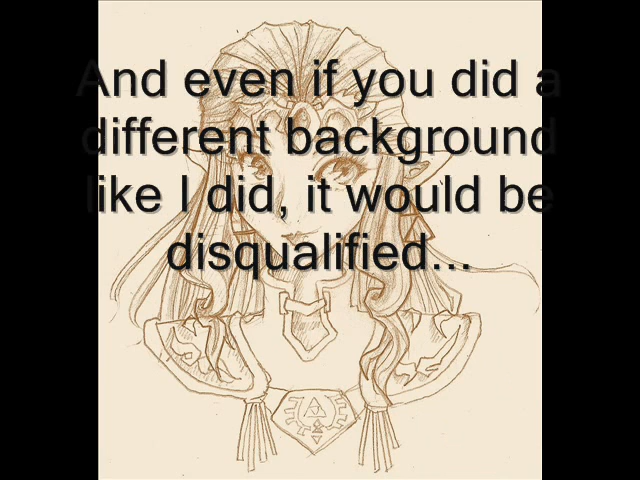 And even if you did a
different background
like I did, it would be
disqualified...